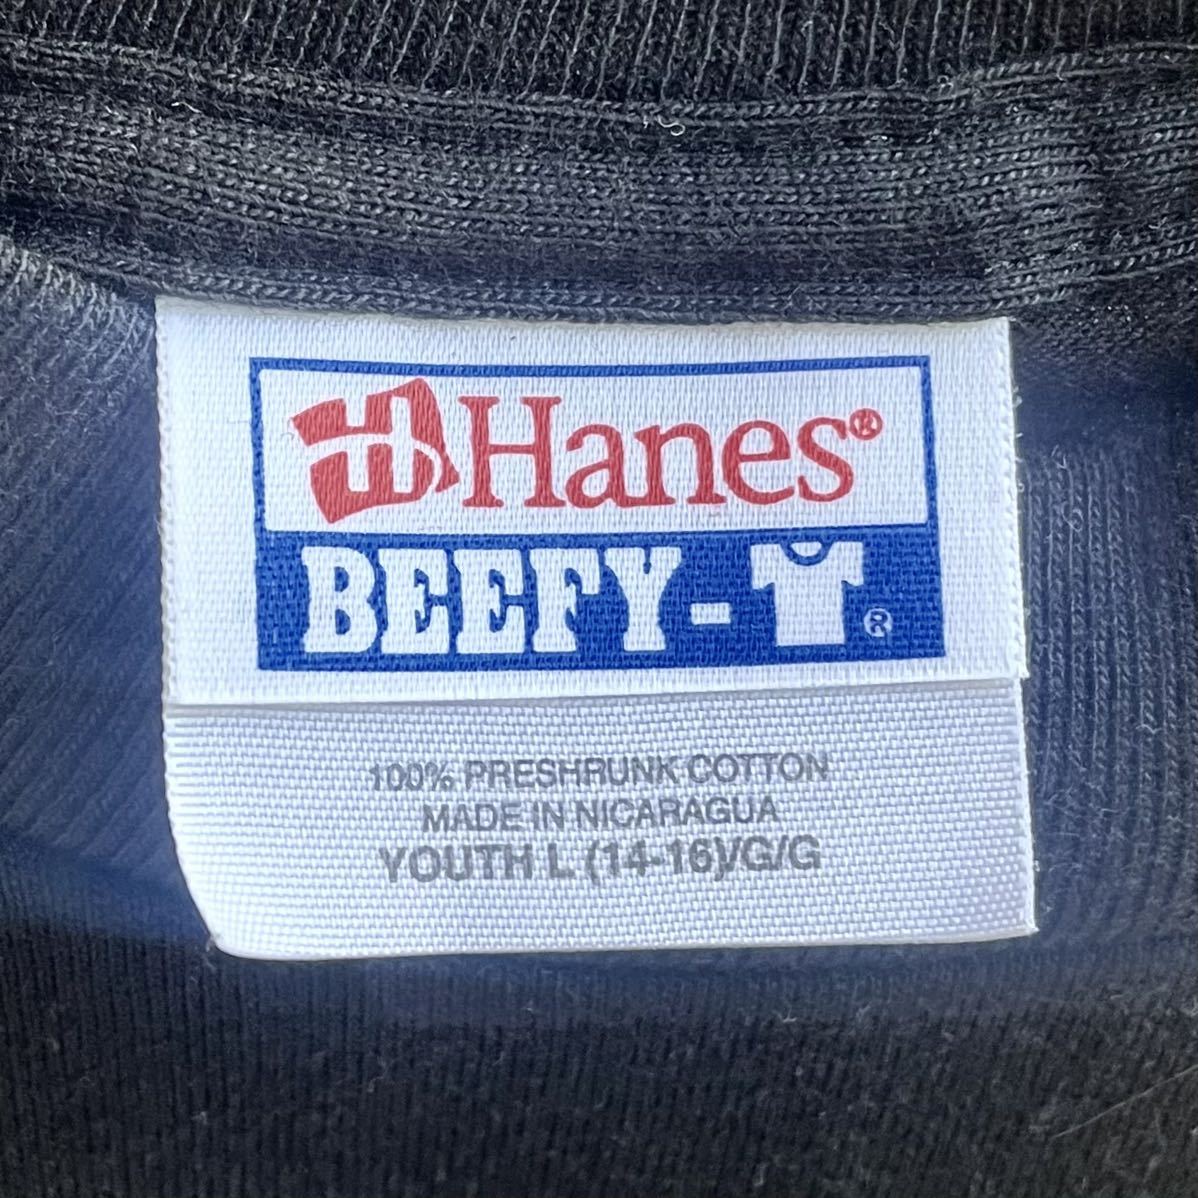 Hanes®
BEEFY-T®
100% PRESHRUNK COTTON
MADE IN NICARAGUA
YOUTH L (14-16)/G/G